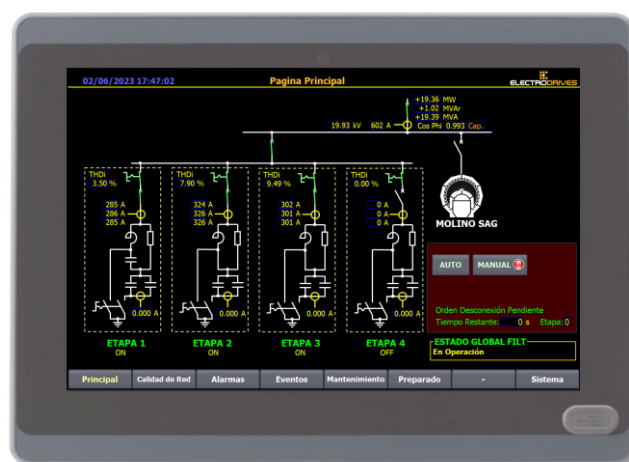 02/06/2023 17:47:02
Pagina Principal
ELECTRODRIVES
+19.36 MW
+1.02 MVAr
+19.39 MVA
19.93 kV 602 A
Cos Phi 0.993 Cap.
THDi
3.50 %
THDi
7.90 %
THDi
9.49 %
THDi
0.00 %
285 A
286 A
285 A
324 A
326 A
326 A
302 A
301 A
301 A
0 A
0 A
0 A
MOLINO SAG
AUTO
MANUAL
0.000 A
0.000 A
0.000 A
0.000 A
Orden Desconexión Pendiente
Tiempo Restante: 0 s Etapa: 0
ETAPA 1
ON
ETAPA 2
ON
ETAPA 3
ON
ETAPA 4
OFF
ESTADO GLOBAL FILT
En Operación
Principal
Calidad de Red
Alarmas
Eventos
Mantenimiento
Preparado
-
Sistema